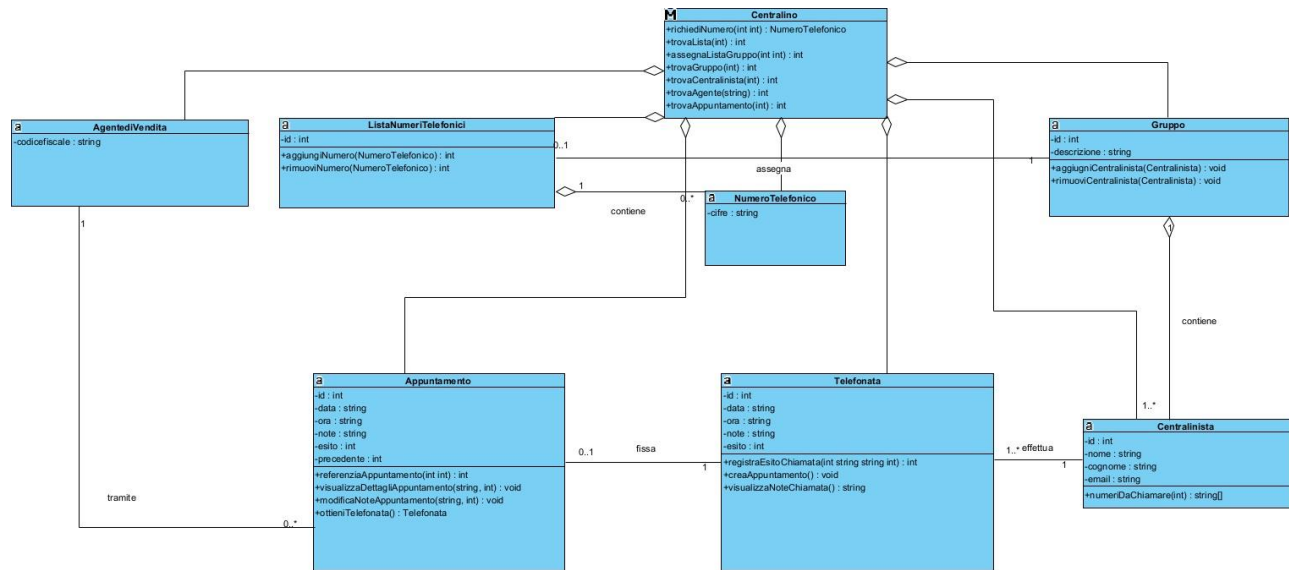 M
Centralino
+richiediNumero(int int) : NumeroTelefonico
+trovaLista(int) : int
+assegnaListaGruppo(int int) : int
+trovaGruppo(int) : int
+trovaCentralinista(int) : int
+trovaAgente(string) : int
+trovaAppuntamento(int) : int
a
AgentediVendita
-codicefiscale : string
a
ListaNumeriTelefonici
-id : int
+aggiungiNumero(NumeroTelefonico) : int
+rimuoviNumero(NumeroTelefonico) : int
a
Gruppo
-id : int
-descrizione : string
+aggiugniCentralista(Centralinista) : void
+rimuoviCentralista(Centralinista) : void
0..1
1
assegna
1
0..*
contiene
a
NumeroTelefonico
-cifre : string
1
1
contiene
tramite
0..*
1..*
a
Appuntamento
-id : int
-data : string
-ora : string
-note : string
-esito : int
-precedente : int
+referenziaAppuntamento(int int) : int
+visualizzaDettagliAppuntamento(string, int) : void
+modificaNoteAppuntamento(string, int) : void
+ottieniTelefonata() : Telefonata
0..1
fissa
1
a
Telefonata
-id : int
-data : string
-ora : string
-note : string
-esito : int
+registraEsitoChiamata(int string string int) : int
+creaAppuntamento() : void
+visualizzaNoteChiamata() : string
1..*
effettua
1
a
Centralinista
-id : int
-nome : string
-cognome : string
-email : string
+numeriDaChiamare(int) : string[]